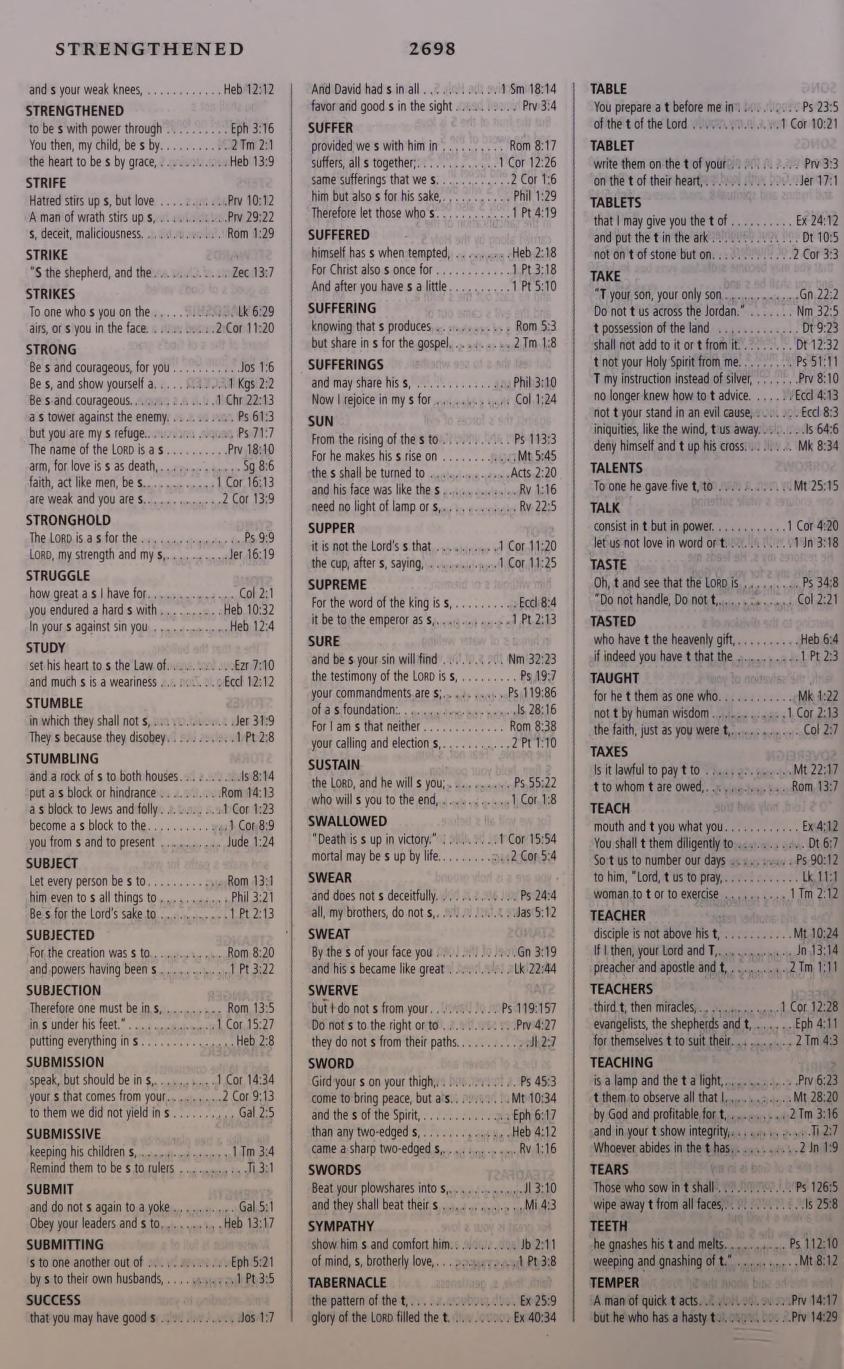 STRENGTHENED
2698
and s your weak knees, . . . . . . . . . . . . Heb 12:12
STRENGTHENED
to be s with power through . . . . . . . . . . Eph 3:16
You then, my child, be s by. . . . . . . . . . . 2 Tm 2:1
the heart to be s by grace, . . . . . . . . . . . Heb 13:9
STRIFE
Hatred stirs up s, but love . . . . . . . . . . . Prv 10:12
A man of wrath stirs up s, . . . . . . . . . . . Prv 29:22
s, deceit, maliciousness. . . . . . . . . . . . . Rom 1:29
STRIKE
"S the shepherd, and the . . . . . . . . . . . . Zec 13:7
STRIKES
To one who s you on the . . . . . . . . . . . . . Lk 6:29
airs, or s you in the face. . . . . . . . . . . 2 Cor 11:20
STRONG
Be s and courageous, for you . . . . . . . . . . Jos 1:6
Be s, and show yourself a. . . . . . . . . . . 1 Kgs 2:2
Be s and courageous. . . . . . . . . . . . . 1 Chr 22:13
a s tower against the enemy. . . . . . . . . . . Ps 61:3
but you are my s refuge.. . . . . . . . . . . . . Ps 71:7
The name of the LORD is a s . . . . . . . . . . Prv 18:10
arm, for love is s as death, . . . . . . . . . . . . Sg 8:6
faith, act like men, be s. . . . . . . . . . . . 1 Cor 16:13
are weak and you are s. . . . . . . . . . . . . 2 Cor 13:9
STRONGHOLD
The LORD is a s for the . . . . . . . . . . . . . . . Ps 9:9
LORD, my strength and my s, . . . . . . . . . . Jer 16:19
STRUGGLE
how great a s I have for. . . . . . . . . . . . . . Col 2:1
you endured a hard s with . . . . . . . . . . Heb 10:32
In your s against sin you . . . . . . . . . . . . Heb 12:4
STUDY
set his heart to s the Law of. . . . . . . . . . . Ezr 7:10
and much s is a weariness . . . . . . . . . . Eccl 12:12
STUMBLE
in which they shall not s, . . . . . . . . . . . . Jer 31:9
They s because they disobey. . . . . . . . . . . 1 Pt 2:8
STUMBLING
and a rock of s to both houses. . . . . . . . . . Is 8:14
put a s block or hindrance . . . . . . . . . . Rom 14:13
a s block to Jews and folly . . . . . . . . . . 1 Cor 1:23
become a s block to the. . . . . . . . . . . . . 1 Cor 8:9
you from s and to present . . . . . . . . . . . Jude 1:24
SUBJECT
Let every person be s to. . . . . . . . . . . . . Rom 13:1
him even to s all things to . . . . . . . . . . . . Phil 3:21
Be s for the Lord's sake to . . . . . . . . . . . . 1 Pt 2:13
SUBJECTED
For the creation was s to. . . . . . . . . . . . Rom 8:20
and powers having been s . . . . . . . . . . . . 1 Pt 3:22
SUBJECTION
Therefore one must be in s, . . . . . . . . . . Rom 13:5
in s under his feet." . . . . . . . . . . . . . . 1 Cor 15:27
putting everything in s . . . . . . . . . . . . . . Heb 2:8
SUBMISSION
speak, but should be in s, . . . . . . . . . . 1 Cor 14:34
your s that comes from your. . . . . . . . . 2 Cor 9:13
to them we did not yield in s . . . . . . . . . . Gal 2:5
SUBMISSIVE
keeping his children s, . . . . . . . . . . . . . . 1 Tm 3:4
Remind them to be s to rulers . . . . . . . . . . . Ti 3:1
SUBMIT
and do not s again to a yoke . . . . . . . . . . . Gal 5:1
Obey your leaders and s to. . . . . . . . . . Heb 13:17
SUBMITTING
s to one another out of . . . . . . . . . . . . . Eph 5:21
by s to their own husbands, . . . . . . . . . . . 1 Pt 3:5
SUCCESS
that you may have good s . . . . . . . . . . . . Jos 1:7
And David had s in all . . . . . . . . . . . . 1 Sm 18:14
favor and good s in the sight . . . . . . . . . . Prv 3:4
SUFFER
provided we s with him in . . . . . . . . . . Rom 8:17
suffers, all s together; . . . . . . . . . . . . 1 Cor 12:26
same sufferings that we s. . . . . . . . . . . . 2 Cor 1:6
him but also s for his sake, . . . . . . . . . . . Phil 1:29
Therefore let those who s . . . . . . . . . . . . 1 Pt 4:19
SUFFERED
himself has s when tempted, . . . . . . . . . Heb 2:18
For Christ also s once for . . . . . . . . . . . . 1 Pt 3:18
And after you have s a little . . . . . . . . . . 1 Pt 5:10
SUFFERING
knowing that s produces . . . . . . . . . . . . Rom 5:3
but share in s for the gospel, . . . . . . . . . . 2 Tm 1:8
SUFFERINGS
and may share his s, . . . . . . . . . . . . . . Phil 3:10
Now I rejoice in my s for . . . . . . . . . . . . Col 1:24
SUN
From the rising of the s to . . . . . . . . . . . Ps 113:3
For he makes his s rise on . . . . . . . . . . . . Mt 5:45
the s shall be turned to . . . . . . . . . . . . . Acts 2:20
and his face was like the s . . . . . . . . . . . . Rv 1:16
need no light of lamp or s, . . . . . . . . . . . . Rv 22:5
SUPPER
it is not the Lord's s that . . . . . . . . . . 1 Cor 11:20
the cup, after s, saying, . . . . . . . . . . . 1 Cor 11:25
SUPREME
For the word of the king is s, . . . . . . . . . . Eccl 8:4
it be to the emperor as s, . . . . . . . . . . . . 1 Pt 2:13
SURE
and be s your sin will find . . . . . . . . . . Nm 32:23
the testimony of the LORD is s, . . . . . . . . . Ps 19:7
your commandments are s; . . . . . . . . . . Ps 119:86
of a s foundation: . . . . . . . . . . . . . . . . . Is 28:16
For I am s that neither . . . . . . . . . . . . . Rom 8:38
your calling and election s, . . . . . . . . . . . 2 Pt 1:10
SUSTAIN
the LORD, and he will s you; . . . . . . . . . . Ps 55:22
who will s you to the end, . . . . . . . . . . . . 1 Cor 1:8
SWALLOWED
"Death is s up in victory." . . . . . . . . . . 1 Cor 15:54
mortal may be s up by life. . . . . . . . . . . 2 Cor 5:4
SWEAR
and does not s deceitfully. . . . . . . . . . . . . Ps 24:4
all, my brothers, do not s, . . . . . . . . . . . Jas 5:12
SWEAT
By the s of your face you . . . . . . . . . . . . Gn 3:19
and his s became like great . . . . . . . . . . Lk 22:44
SWERVE
but I do not s from your. . . . . . . . . . . Ps 119:157
Do not s to the right or to . . . . . . . . . . . Prv 4:27
they do not s from their paths. . . . . . . . . . . Jl 2:7
SWORD
Gird your s on your thigh, . . . . . . . . . . . . Ps 45:3
come to bring peace, but a s. . . . . . . . . . Mt 10:34
and the s of the Spirit, . . . . . . . . . . . . . Eph 6:17
than any two-edged s, . . . . . . . . . . . . . . Heb 4:12
came a sharp two-edged s, . . . . . . . . . . . Rv 1:16
SWORDS
Beat your plowshares into s, . . . . . . . . . . . . Jl 3:10
and they shall beat their s . . . . . . . . . . . . . Mi 4:3
SYMPATHY
show him s and comfort him. . . . . . . . . . . Jb 2:11
of mind, s, brotherly love, . . . . . . . . . . . . 1 Pt 3:8
TABERNACLE
the pattern of the t, . . . . . . . . . . . . . . . . Ex 25:9
glory of the LORD filled the t. . . . . . . . . . Ex 40:34
TABLE
You prepare a t before me in . . . . . . . . . . Ps 23:5
of the t of the Lord . . . . . . . . . . . . . . 1 Cor 10:21
TABLET
write them on the t of your . . . . . . . . . . . Prv 3:3
on the t of their heart, . . . . . . . . . . . . . . Jer 17:1
TABLETS
that I may give you the t of . . . . . . . . . . Ex 24:12
and put the t in the ark . . . . . . . . . . . . . . Dt 10:5
not on t of stone but on. . . . . . . . . . . . . 2 Cor 3:3
TAKE
"T your son, your only son . . . . . . . . . . . . Gn 22:2
Do not t us across the Jordan." . . . . . . . . Nm 32:5
t possession of the land . . . . . . . . . . . . . Dt 9:23
shall not add to it or t from it. . . . . . . . . Dt 12:32
t not your Holy Spirit from me. . . . . . . . . Ps 51:11
T my instruction instead of silver, . . . . . . . Prv 8:10
no longer knew how to t advice. . . . . . . Eccl 4:13
not t your stand in an evil cause, . . . . . . . Eccl 8:3
iniquities, like the wind, t us away. . . . . . . . Is 64:6
deny himself and t up his cross. . . . . . . . Mk 8:34
TALENTS
To one he gave five t, to . . . . . . . . . . . . Mt 25:15
TALK
consist in t but in power. . . . . . . . . . . . 1 Cor 4:20
let us not love in word or t. . . . . . . . . . . 1 Jn 3:18
TASTE
Oh, t and see that the LORD is . . . . . . . . . . Ps 34:8
"Do not handle, Do not t, . . . . . . . . . . . . Col 2:21
TASTED
who have t the heavenly gift, . . . . . . . . . . Heb 6:4
if indeed you have t that the . . . . . . . . . . . 1 Pt 2:3
TAUGHT
for he t them as one who. . . . . . . . . . . . Mk 1:22
not t by human wisdom . . . . . . . . . . . . 1 Cor 2:13
the faith, just as you were t, . . . . . . . . . . . Col 2:7
TAXES
Is it lawful to pay t to . . . . . . . . . . . . . Mt 22:17
t to whom t are owed, . . . . . . . . . . . . . Rom 13:7
TEACH
mouth and t you what you . . . . . . . . . . . . Ex 4:12
You shall t them diligently to . . . . . . . . . . Dt 6:7
So t us to number our days . . . . . . . . . . Ps 90:12
to him, "Lord, t us to pray, . . . . . . . . . . . . Lk 11:1
woman to t or to exercise . . . . . . . . . . . 1 Tm 2:12
TEACHER
disciple is not above his t, . . . . . . . . . . . Mt 10:24
If I then, your Lord and T, . . . . . . . . . . . . Jn 13:14
preacher and apostle and t, . . . . . . . . . . 2 Tm 1:11
TEACHERS
third t, then miracles, . . . . . . . . . . . . . 1 Cor 12:28
evangelists, the shepherds and t, . . . . . . . Eph 4:11
for themselves t to suit their. . . . . . . . . . 2 Tm 4:3
TEACHING
is a lamp and the t a light, . . . . . . . . . . . . Prv 6:23
t them to observe all that I . . . . . . . . . . . Mt 28:20
by God and profitable for t, . . . . . . . . . . 2 Tm 3:16
and in your t show integrity, . . . . . . . . . . . . Ti 2:7
Whoever abides in the t has . . . . . . . . . . . 2 Jn 1:9
TEARS
Those who sow in t shall . . . . . . . . . . . . Ps 126:5
wipe away t from all faces, . . . . . . . . . . . . Is 25:8
TEETH
he gnashes his t and melts. . . . . . . . . . . Ps 112:10
weeping and gnashing of t." . . . . . . . . . . Mt 8:12
TEMPER
A man of quick t acts. . . . . . . . . . . . . . Prv 14:17
but he who has a hasty t . . . . . . . . . . . . Prv 14:29